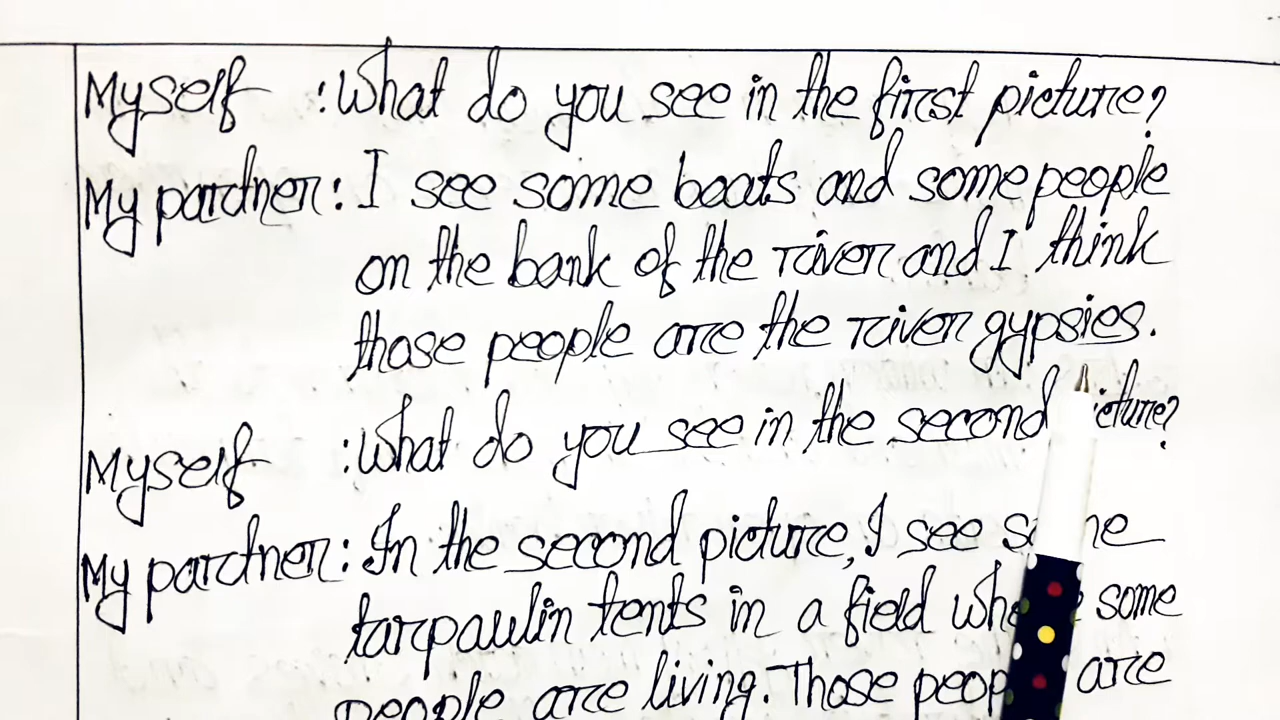 Myself : What do you see in the first picture?
My pardner : I see some boats and some people
on the bank of the river and I think
those people are the river gypsies.
Myself : What do you see in the second
My pardner : In the second picture, I see
tarpaulin tents in a field some
people are living. Those are